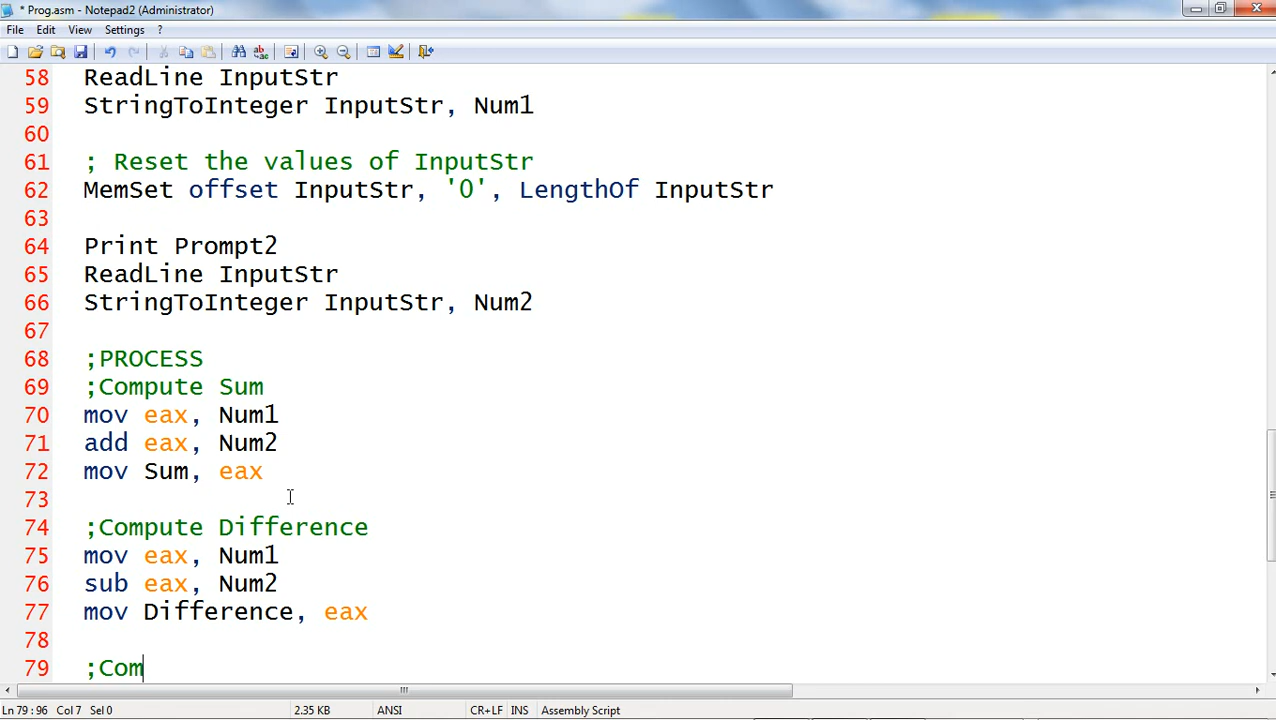 * Prog.asm - Notepad2 (Administrator)
File Edit View Settings ?
58 ReadLine InputStr
59 StringToInteger InputStr, Num1
60
61 ; Reset the values of InputStr
62 MemSet offset InputStr, '0', LengthOf InputStr
63
64 Print Prompt2
65 ReadLine InputStr
66 StringToInteger InputStr, Num2
67
68 ;PROCESS
69 ;Compute Sum
70 mov eax, Num1
71 add eax, Num2
72 mov Sum, eax
73
74 ;Compute Difference
75 mov eax, Num1
76 sub eax, Num2
77 mov Difference, eax
78
79 ;Com
Ln 79 : 96 Col 7 Sel 0 2.35 KB ANSI CR+LF INS Assembly Script